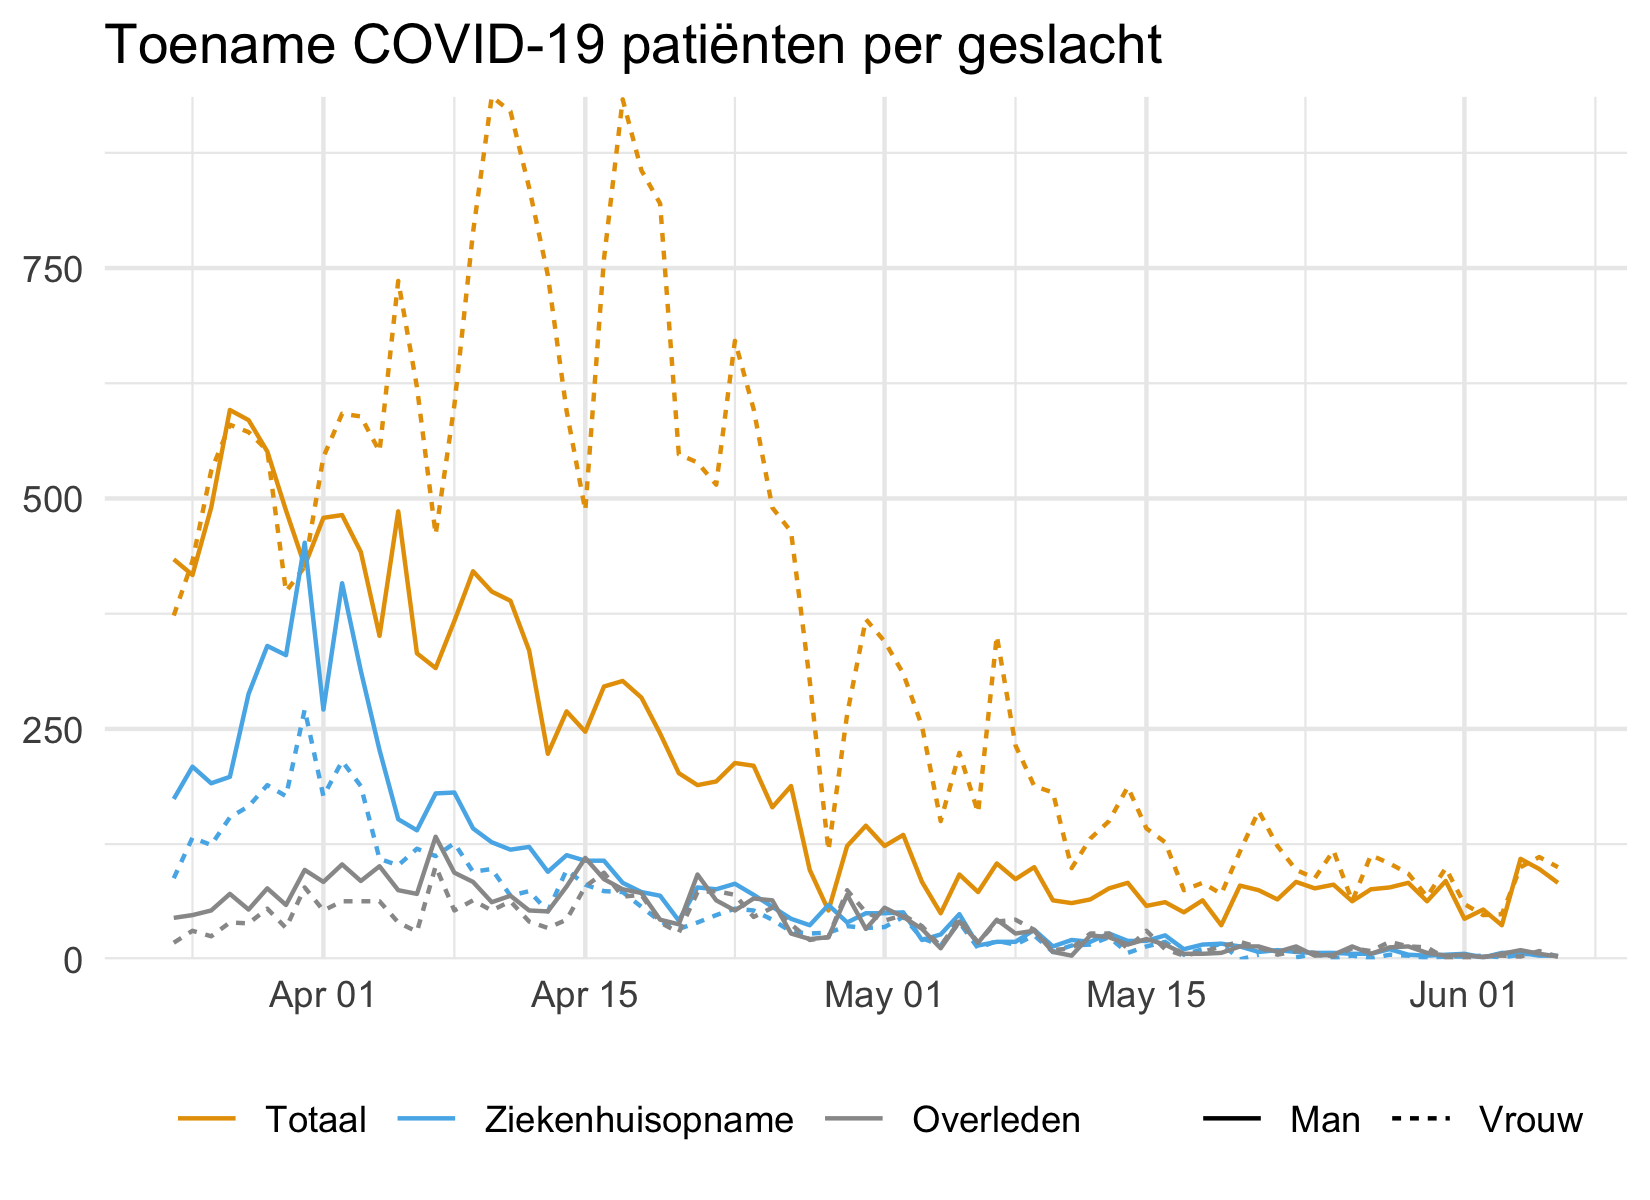 Toename COVID-19 patiënten per geslacht
750
500
250
0
Apr 01 Apr 15 May 01 May 15 Jun 01
Totaal Ziekenhuisopname Overleden Man Vrouw